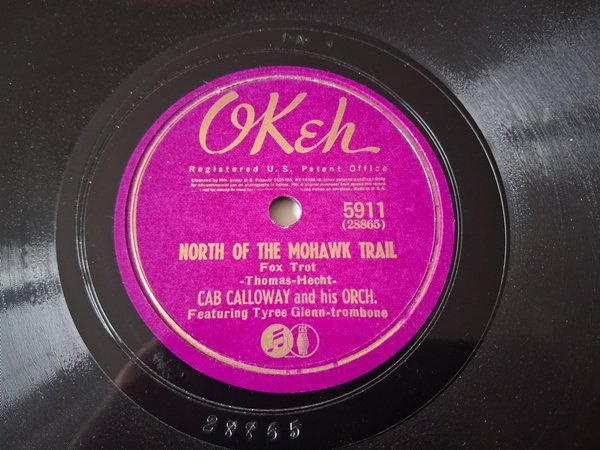 OKeh
Registered U.S. Patent Office
5911
(28865)
NORTH OF THE MOHAWK TRAIL
Fox Trot
-Thomas-Hecht-
CAB CALLOWAY and his ORCH.
Featuring Tyree Glenn-trombone
28865